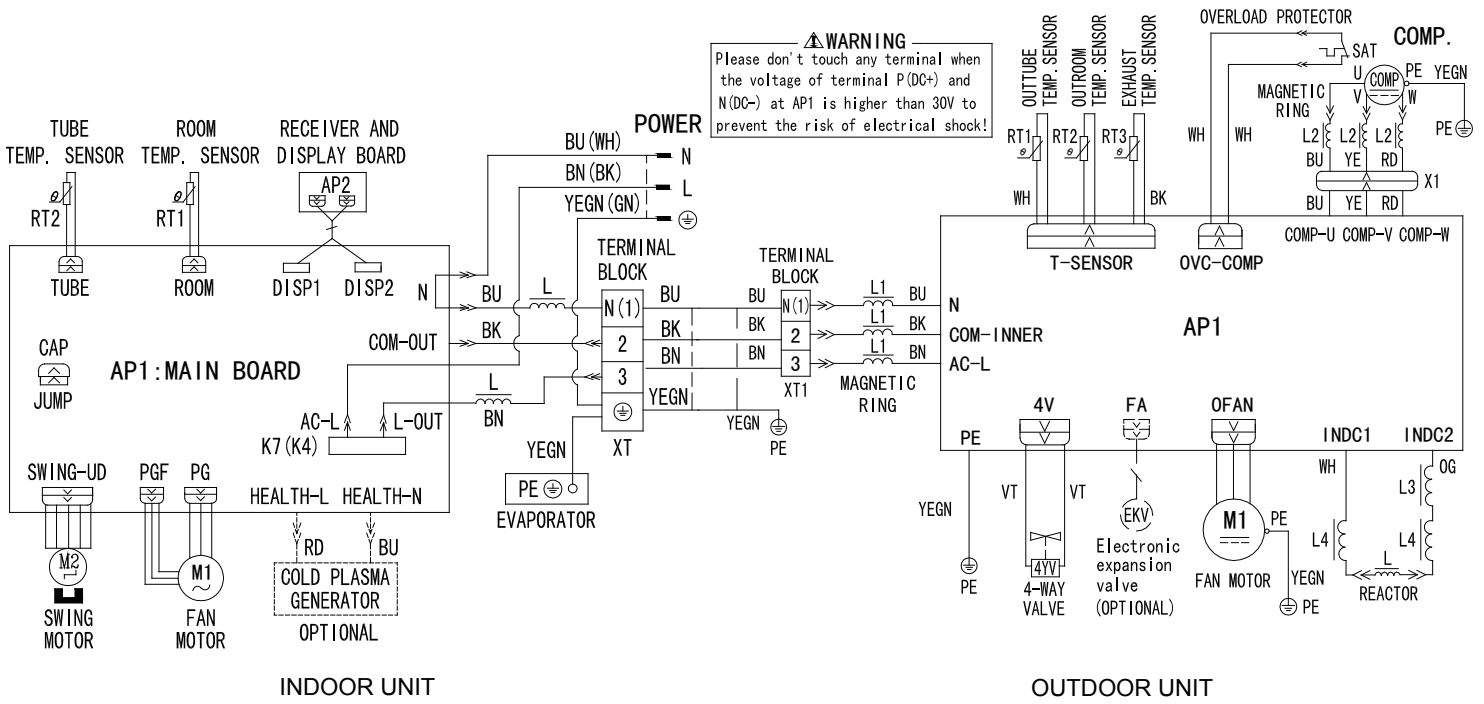 WARNING
Please don't touch any terminal when
the voltage of terminal P(DC+) and
N(DC-) at AP1 is higher than 30V to
prevent the risk of electrical shock!
TUBE
TEMP. SENSOR
RT2
TUBE
ROOM
TEMP. SENSOR
RT1
ROOM
RECEIVER AND
DISPLAY BOARD
AP2
DISP1
DISP2
POWER
BU(WH)
N
BN(BK)
L
YEGN(GN)
N
BU
L
COM-OUT
BK
CAP
JUMP
AP1:MAIN BOARD
AC-L
L-OUT
K7(K4)
L
BN
TERMINAL
BLOCK
N(1)
2
3
XT
YEGN
PE
EVAPORATOR
BU
BK
BN
YEGN
BU
BK
BN
YEGN
PE
TERMINAL
BLOCK
N(1)
2
3
XT1
L1
BU
L1
BK
L1
BN
MAGNETIC
RING
SWING-UD
M2
SWING
MOTOR
PGF
PG
M1
FAN
MOTOR
HEALTH-L
HEALTH-N
RD
BU
COLD PLASMA
GENERATOR
OPTIONAL
INDOOR UNIT
OUTTUBE
TEMP. SENSOR
OUTROOM
TEMP. SENSOR
EXHAUST
TEMP. SENSOR
RT1
RT2
RT3
WH
BK
T-SENSOR
OVERLOAD PROTECTOR
SAT
WH
WH
OVC-COMP
COMP.
U
V
W
COMP
PE
YEGN
PE
MAGNETIC
RING
L2
L2
L2
BU
YE
RD
X1
BU
YE
RD
COMP-U
COMP-V
COMP-W
N
COM-INNER
AC-L
AP1
PE
YEGN
PE
4V
VT
VT
4YV
4-WAY
VALVE
FA
EKV
Electronic
expansion
valve
(OPTIONAL)
OFAN
M1
PE
FAN MOTOR
YEGN
PE
INDC1
INDC2
WH
OG
L3
L4
L4
L
REACTOR
OUTDOOR UNIT